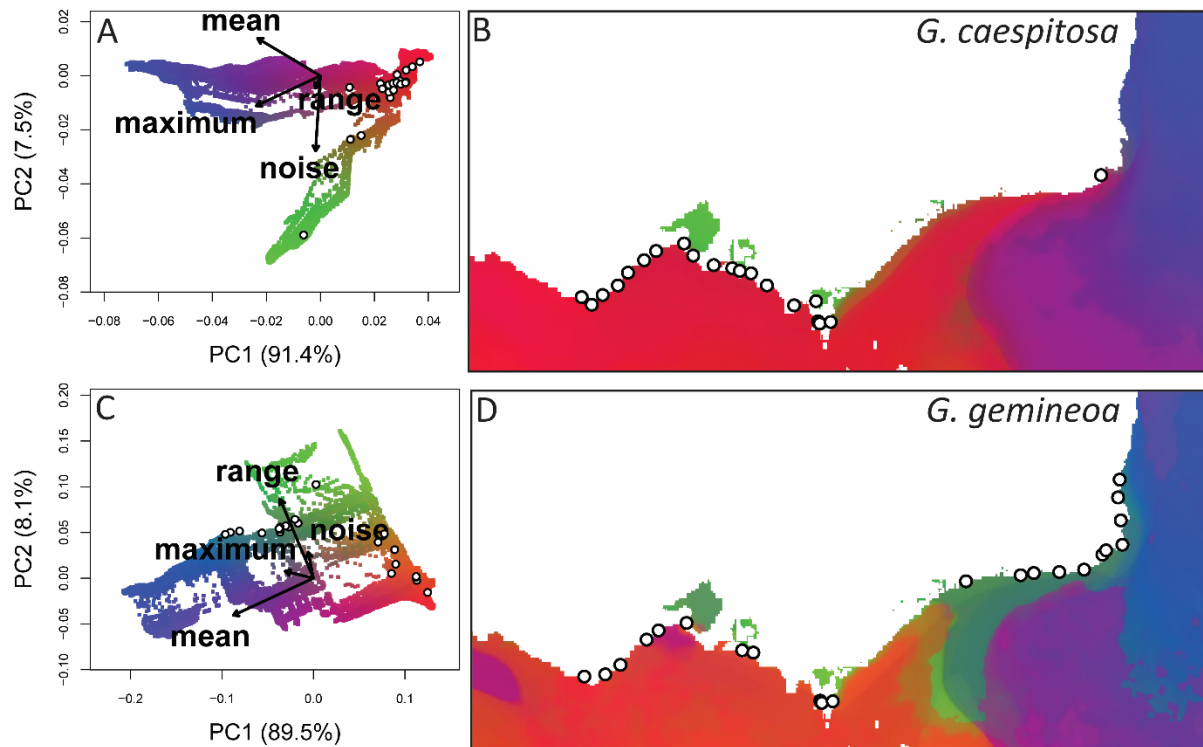 A
mean
range
maximum
noise
0.02
0.00
−0.02
−0.04
−0.06
−0.08
PC2 (7.5%)
−0.08 −0.06 −0.04 −0.02 0.00 0.02 0.04
PC1 (91.4%)
B
G. caespitosa
C
range
noise
maximum
mean
0.20
0.15
0.10
0.05
0.00
−0.05
−0.10
PC2 (8.1%)
−0.2 −0.1 0.0 0.1
PC1 (89.5%)
D
G. gemineoa